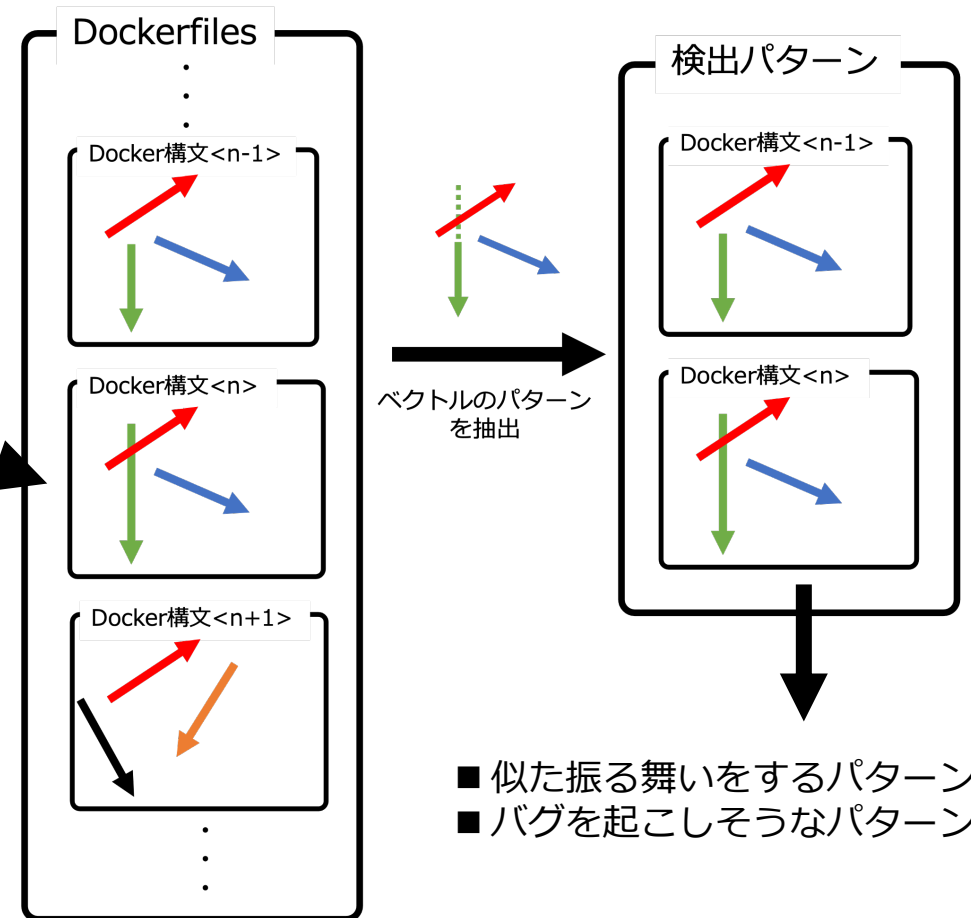 Dockerfiles
Docker構文<n-1>
Docker構文<n>
Docker構文<n+1>
ベクトルのパターン
を抽出
検出パターン
Docker構文<n-1>
Docker構文<n>
■ 似た振る舞いをするパターン
■ バグを起こしそうなパターン